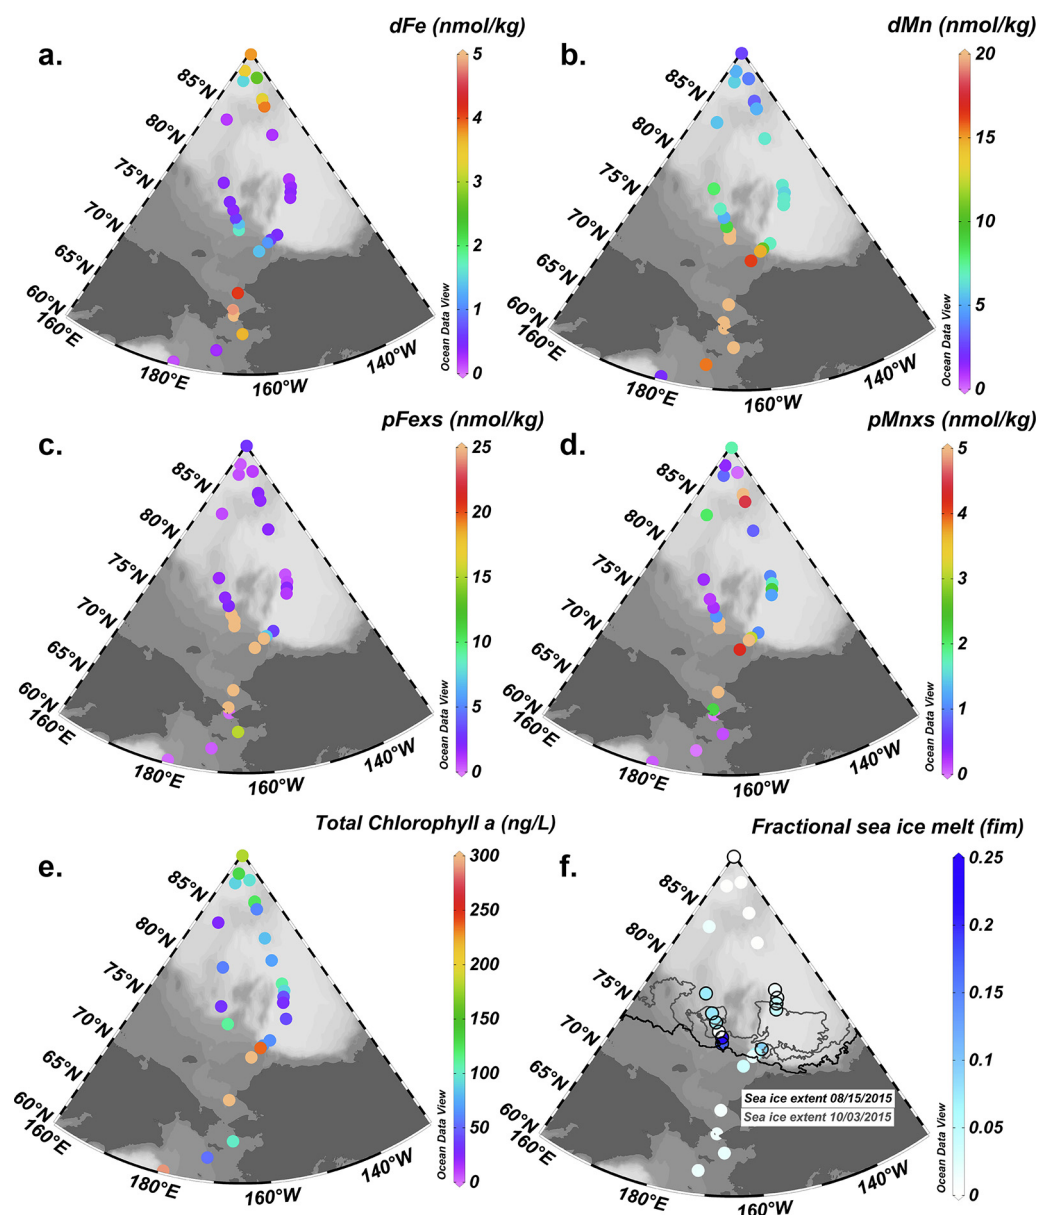 dFe (nmol/kg)
a.
85°N
80°N
75°N
70°N
65°N
60°N
160°E
180°E
160°W
140°W
5
4
3
2
1
0
Ocean Data View
dMn (nmol/kg)
b.
85°N
80°N
75°N
70°N
65°N
60°N
160°E
180°E
160°W
140°W
20
15
10
5
0
Ocean Data View
pFexs (nmol/kg)
c.
85°N
80°N
75°N
70°N
65°N
60°N
160°E
180°E
160°W
140°W
25
20
15
10
5
0
Ocean Data View
pMnxs (nmol/kg)
d.
85°N
80°N
75°N
70°N
65°N
60°N
160°E
180°E
160°W
140°W
5
4
3
2
1
0
Ocean Data View
Total Chlorophyll a (ng/L)
e.
85°N
80°N
75°N
70°N
65°N
60°N
160°E
180°E
160°W
140°W
300
250
200
150
100
50
0
Ocean Data View
Fractional sea ice melt (fim)
f.
85°N
80°N
75°N
70°N
65°N
60°N
160°E
180°E
160°W
140°W
Sea ice extent 08/15/2015
Sea ice extent 10/03/2015
0.25
0.2
0.15
0.1
0.05
0
Ocean Data View